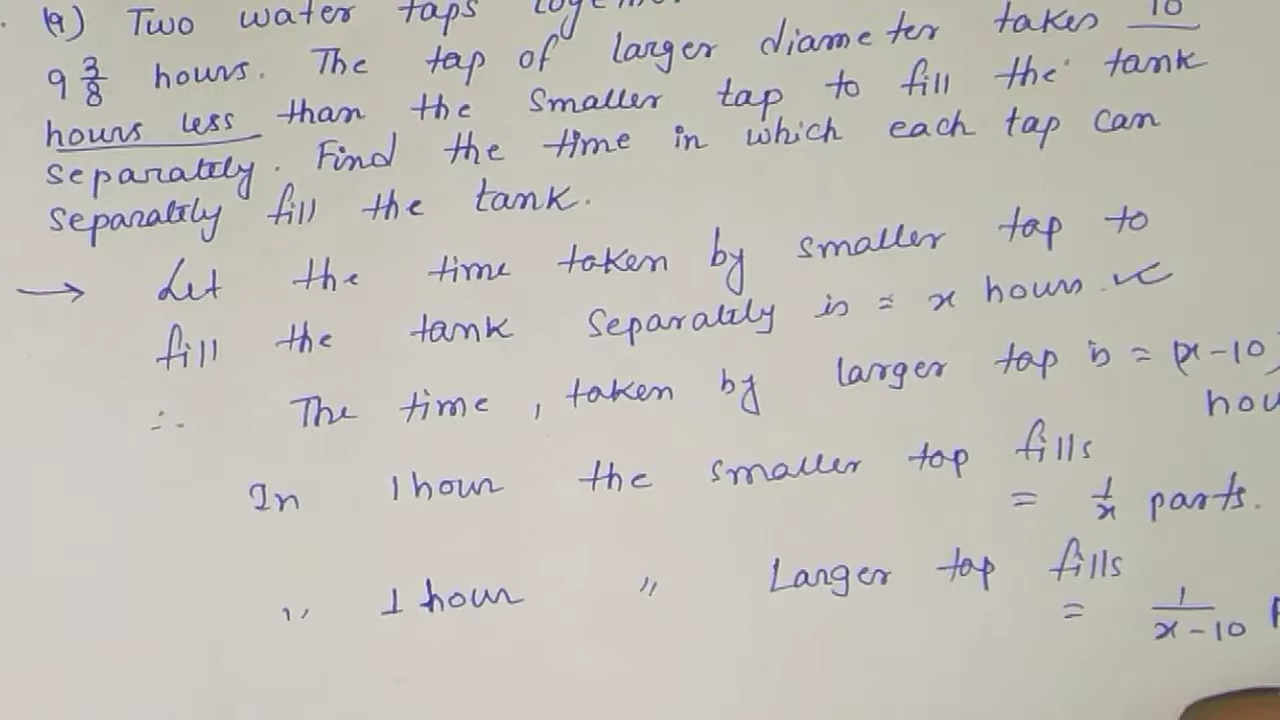 (9) Two water taps
9 3/8 hours. The tap of larger diameter takes 10
hours less than the smaller tap to fill the tank
separately. Find the time in which each tap can
separately fill the tank.
→ Let the time taken by smaller tap to
fill the tank separately is = x hours.
∴ The time, taken by larger tap is = (x-10)
In 1 hour the smaller tap fills
= 1/x parts.
,, 1 hour ,, Larger tap fills
= 1/x-10